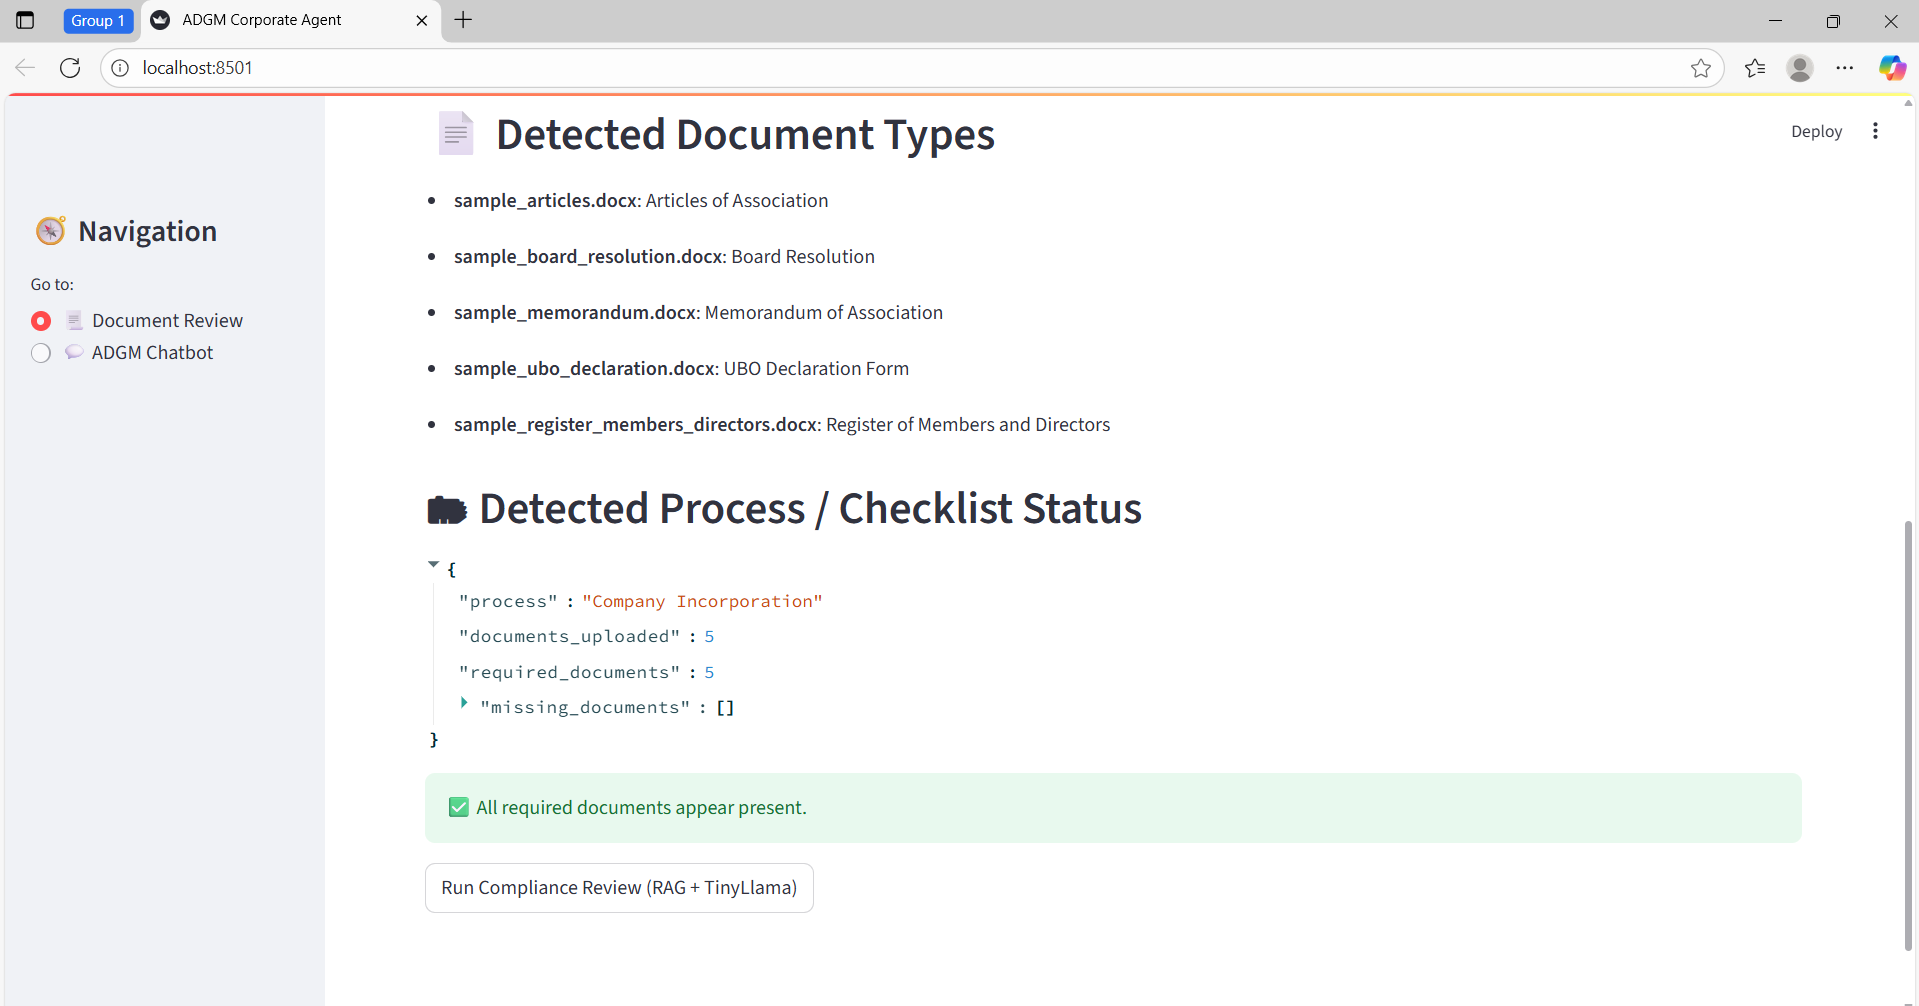 Group 1
ADGM Corporate Agent
localhost:8501
Deploy
Navigation
Go to:
Document Review
ADGM Chatbot
Detected Document Types
sample_articles.docx: Articles of Association
sample_board_resolution.docx: Board Resolution
sample_memorandum.docx: Memorandum of Association
sample_ubo_declaration.docx: UBO Declaration Form
sample_register_members_directors.docx: Register of Members and Directors
Detected Process / Checklist Status
{
"process" : "Company Incorporation"
"documents_uploaded" : 5
"required_documents" : 5
"missing_documents" : []
}
All required documents appear present.
Run Compliance Review (RAG + TinyLlama)